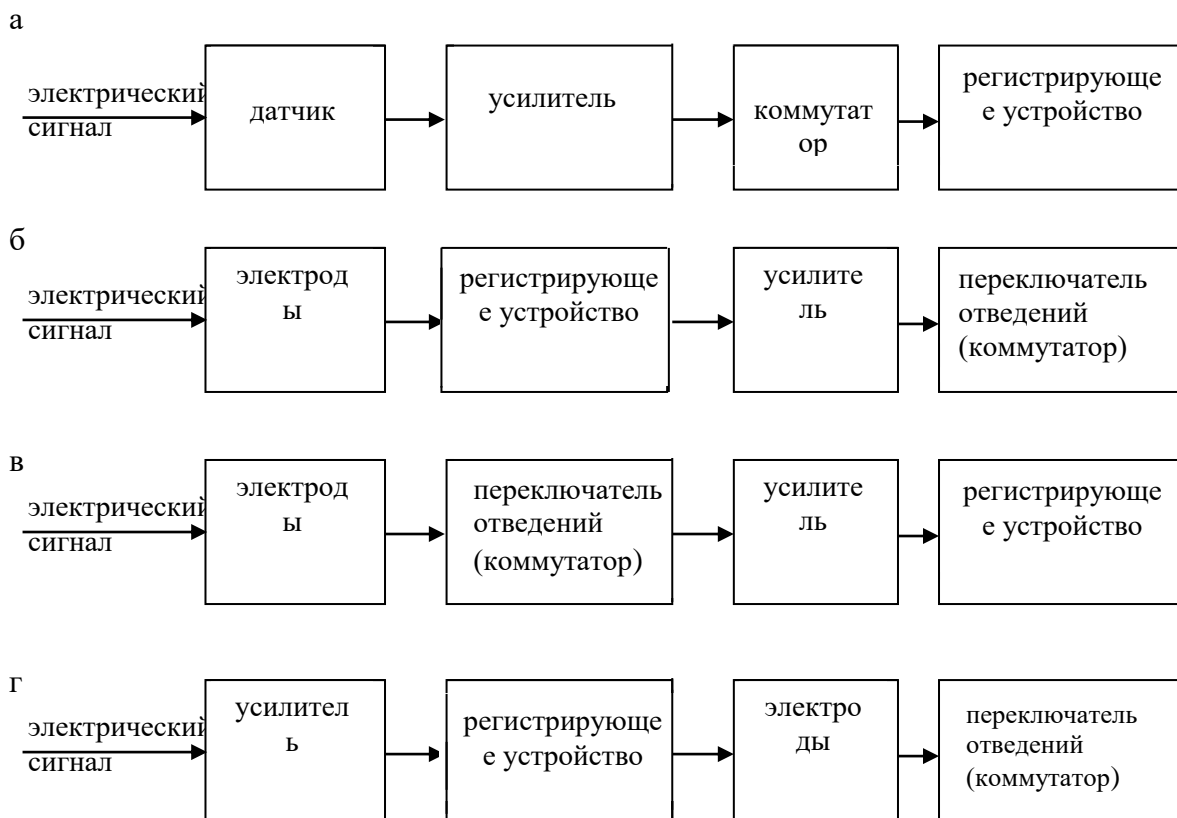 а
электрический
сигнал
датчик
усилитель
коммутат
ор
регистрирующе
е устройство
б
электрический
сигнал
электрод
ы
регистрирующе
е устройство
усилите
ль
переключатель
отведений
(коммутатор)
в
электрический
сигнал
электрод
ы
переключатель
отведений
(коммутатор)
усилите
ль
регистрирующе
е устройство
г
электрический
сигнал
усилител
ь
регистрирующе
е устройство
электро
ды
переключатель
отведений
(коммутатор)